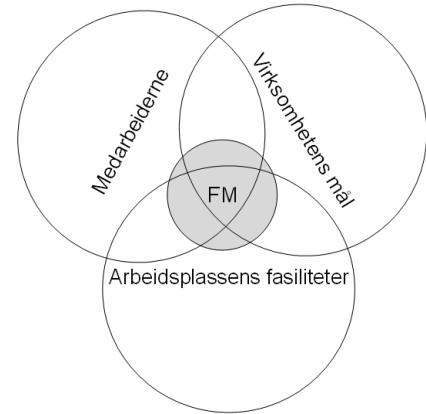 Medarbeiderne
Virksomhetens mål
FM
Arbeidsplassens fasiliteter